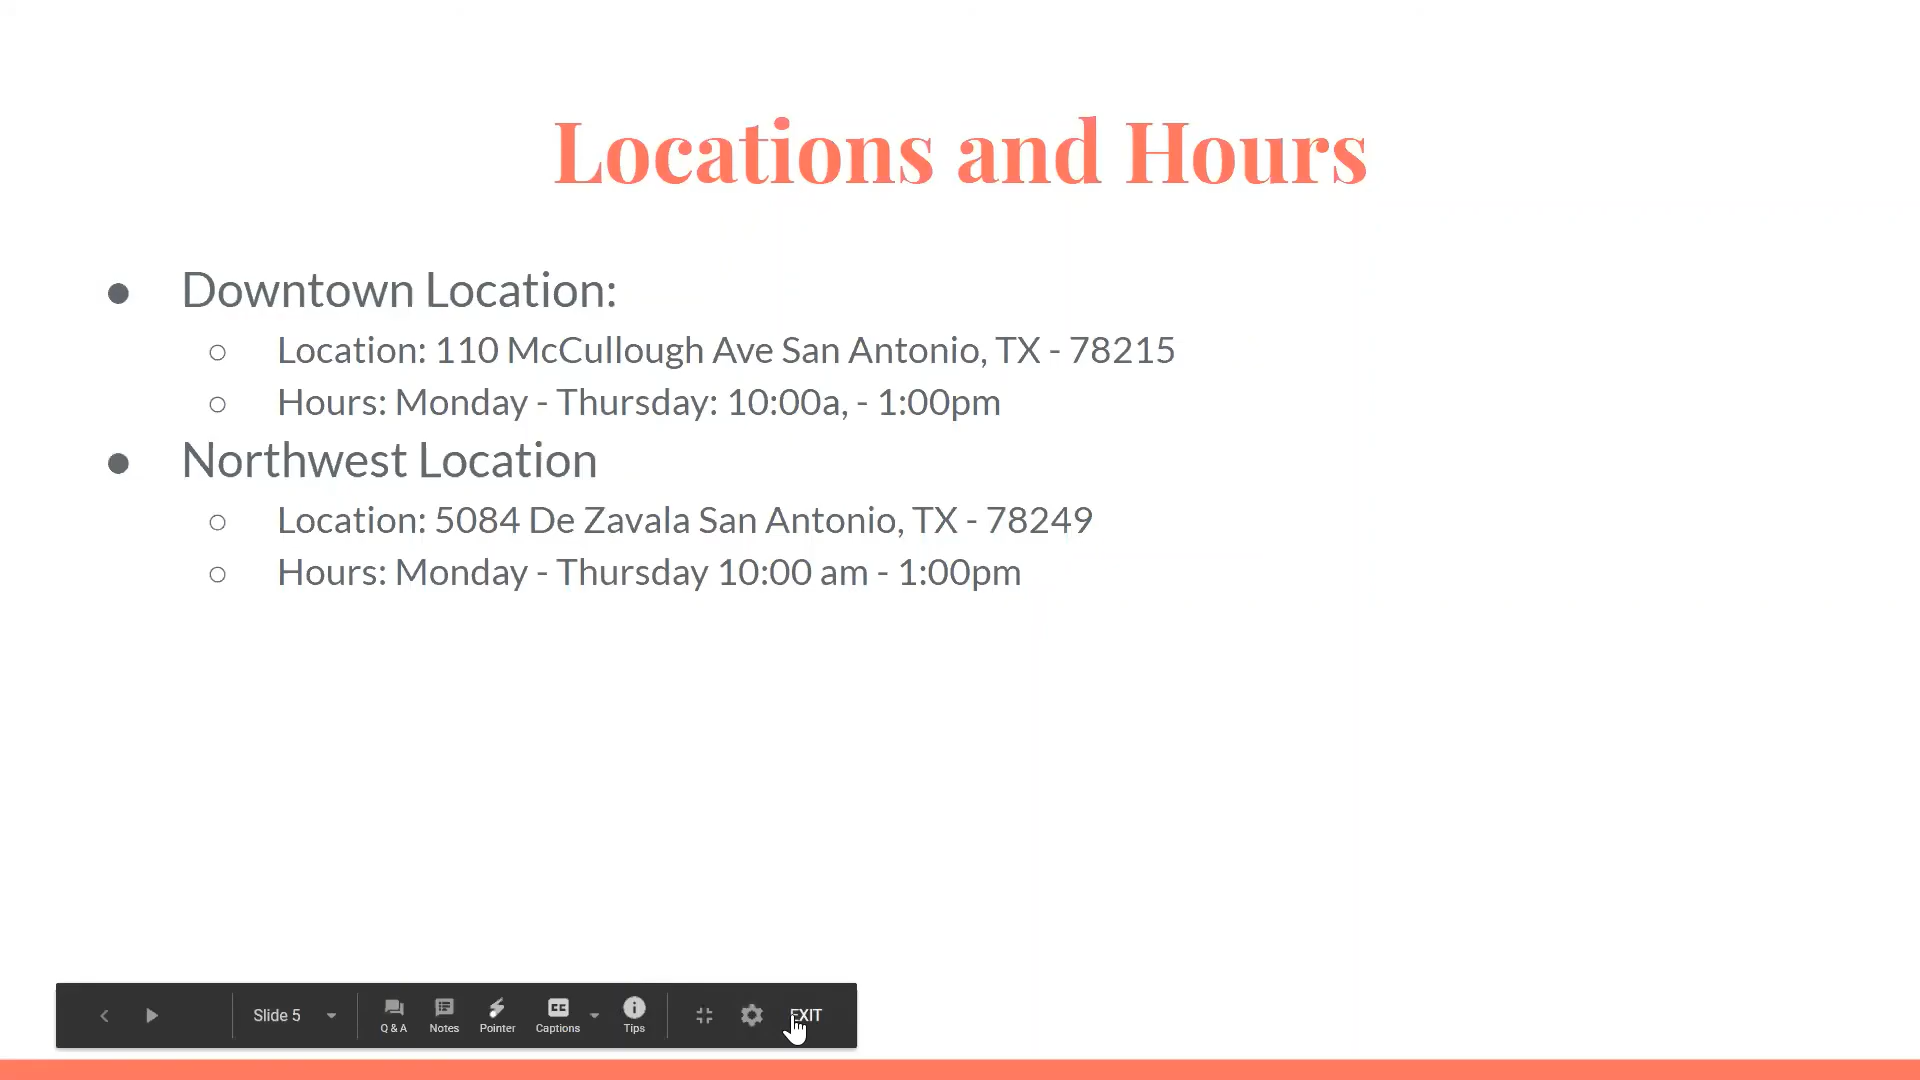 Locations and Hours
● Downtown Location:
○ Location: 110 McCullough Ave San Antonio, TX - 78215
○ Hours: Monday - Thursday: 10:00a, - 1:00pm
● Northwest Location
○ Location: 5084 De Zavala San Antonio, TX - 78249
○ Hours: Monday - Thursday 10:00 am - 1:00pm
Slide 5 Q & A Notes Pointer Captions Tips EXIT